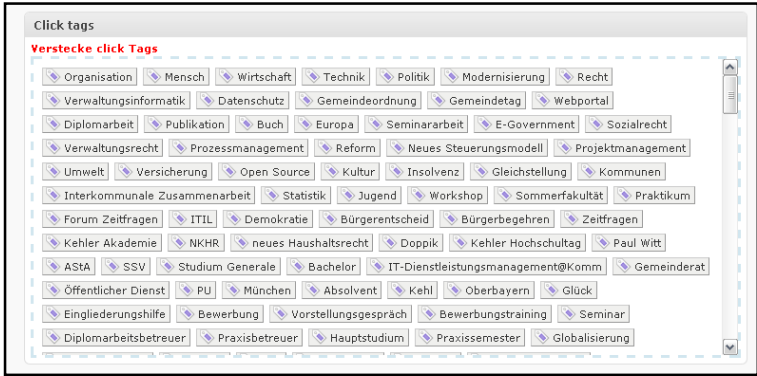 Click tags
Verstecke click Tags
Organisation Mensch Wirtschaft Technik Politik Modernisierung Recht
Verwaltungsinformatik Datenschutz Gemeindeordnung Gemeindetag Webportal
Diplomarbeit Publikation Buch Europa Seminararbeit E-Government Sozialrecht
Verwaltungsrecht Prozessmanagement Reform Neues Steuerungsmodell Projektmanagement
Umwelt Versicherung Open Source Kultur Insolvenz Gleichstellung Kommunen
Interkommunale Zusammenarbeit Statistik Jugend Workshop Sommerfakultät Praktikum
Forum Zeitfragen ITIL Demokratie Bürgerentscheid Bürgerbegehren Zeitfragen
Kehler Akademie NKHR neues Haushaltsrecht Doppik Kehler Hochschultag Paul Witt
AStA SSV Studium Generale Bachelor IT-Dienstleistungsmanagement@Komm Gemeinderat
Öffentlicher Dienst PU München Absolvent Kehl Oberbayern Glück
Eingliederungshilfe Bewerbung Vorstellungsgespräch Bewerbungstraining Seminar
Diplomarbeitsbetreuer Praxisbetreuer Hauptstudium Praxissemester Globalisierung